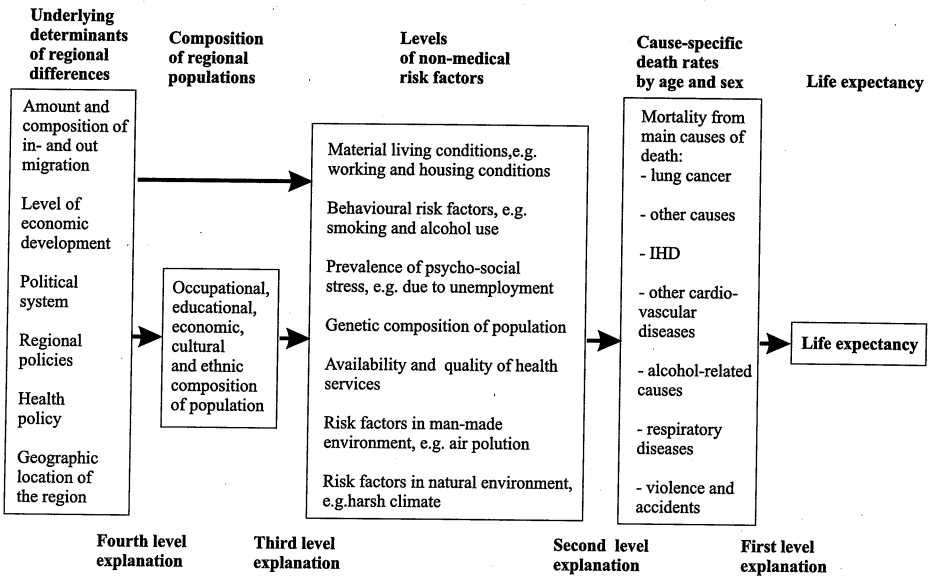 Underlying
determinants
of regional
differences
Amount and
composition of
in- and out
migration
Level of
economic
development
Political
system
Regional
policies
Health
policy
Geographic
location of
the region
Fourth level
explanation
Composition
of regional
populations
Occupational,
educational,
economic,
cultural
and ethnic
composition
of population
Third level
explanation
Levels
of non-medical
risk factors
Material living conditions,e.g.
working and housing conditions
Behavioural risk factors, e.g.
smoking and alcohol use
Prevalence of psycho-social
stress, e.g. due to unemployment
Genetic composition of population
Availability and quality of health
services
Risk factors in man-made
environment, e.g. air polution
Risk factors in natural environment,
e.g.harsh climate
Second level
explanation
Cause-specific
death rates
by age and sex
Mortality from
main causes of
death:
- lung cancer
- other causes
- IHD
- other cardio-
vascular
diseases
- alcohol-related
causes
- respiratory
diseases
- violence and
accidents
First level
explanation
Life expectancy
Life expectancy